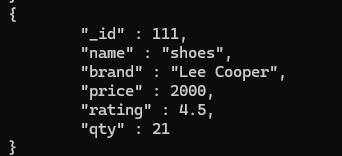 {
"_id" : 111,
"name" : "shoes",
"brand" : "Lee Cooper",
"price" : 2000,
"rating" : 4.5,
"qty" : 21
}